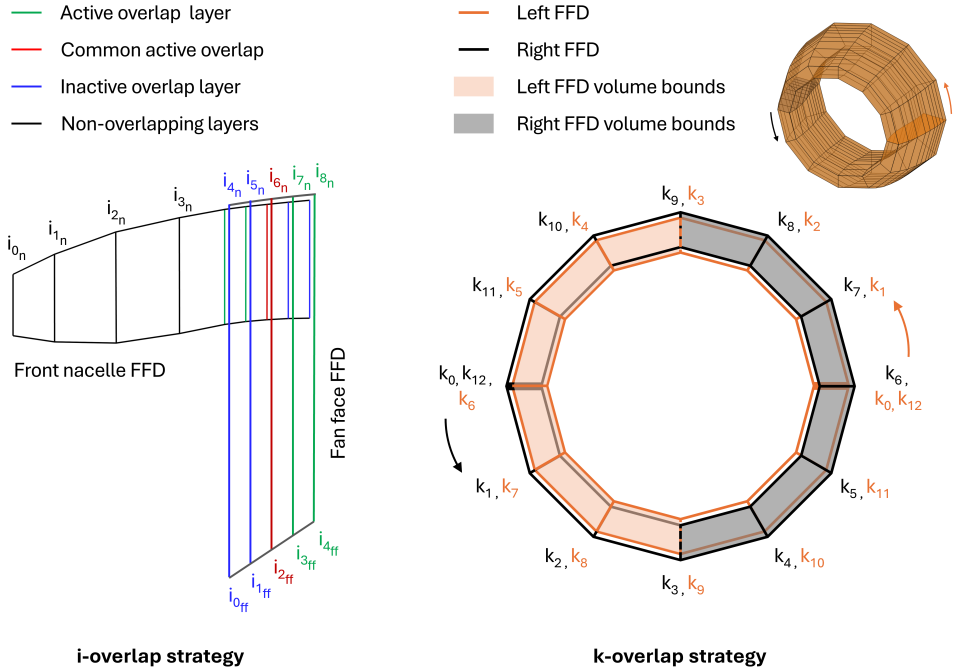 Active overlap layer
Common active overlap
Inactive overlap layer
Non-overlapping layers
i0n
i1n
i2n
i3n
i4n
i5n
i6n
i7n
i8n
Front nacelle FFD
Fan face FFD
i0ff
i1ff
i2ff
i3ff
i4ff
i-overlap strategy
Left FFD
Right FFD
Left FFD volume bounds
Right FFD volume bounds
k9, k3
k10, k4
k8, k2
k11, k5
k7, k1
k0, k12,
k6
k6,
k0, k12
k1, k7
k5, k11
k2, k8
k4, k10
k3, k9
k-overlap strategy